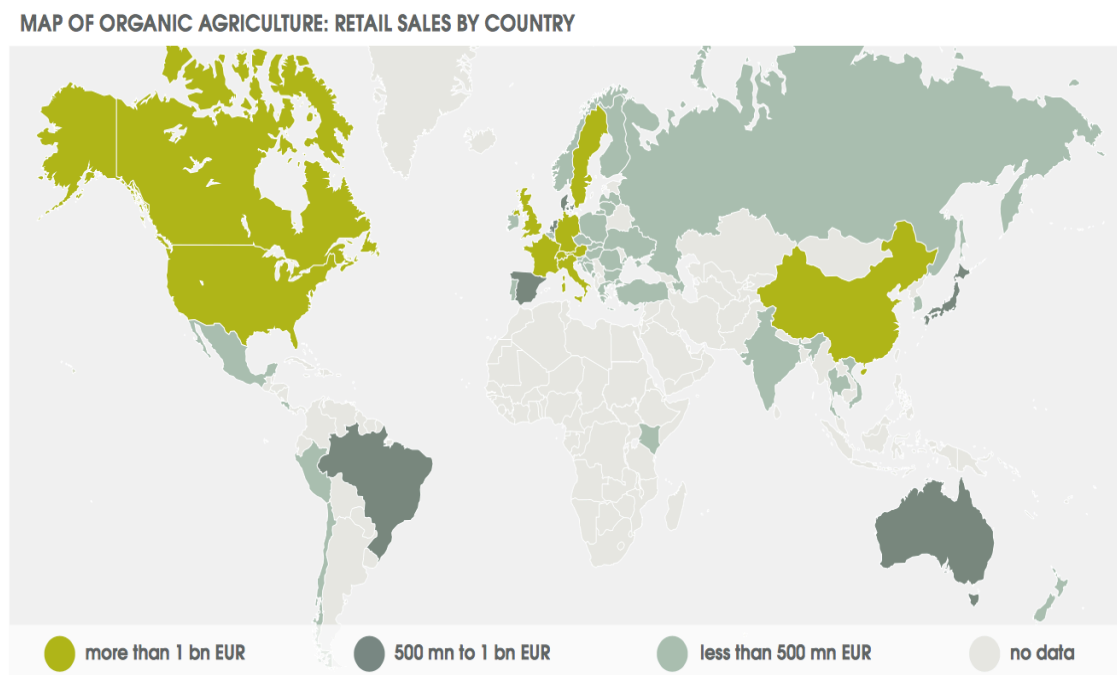 MAP OF ORGANIC AGRICULTURE: RETAIL SALES BY COUNTRY
more than 1 bn EUR
500 mn to 1 bn EUR
less than 500 mn EUR
no data